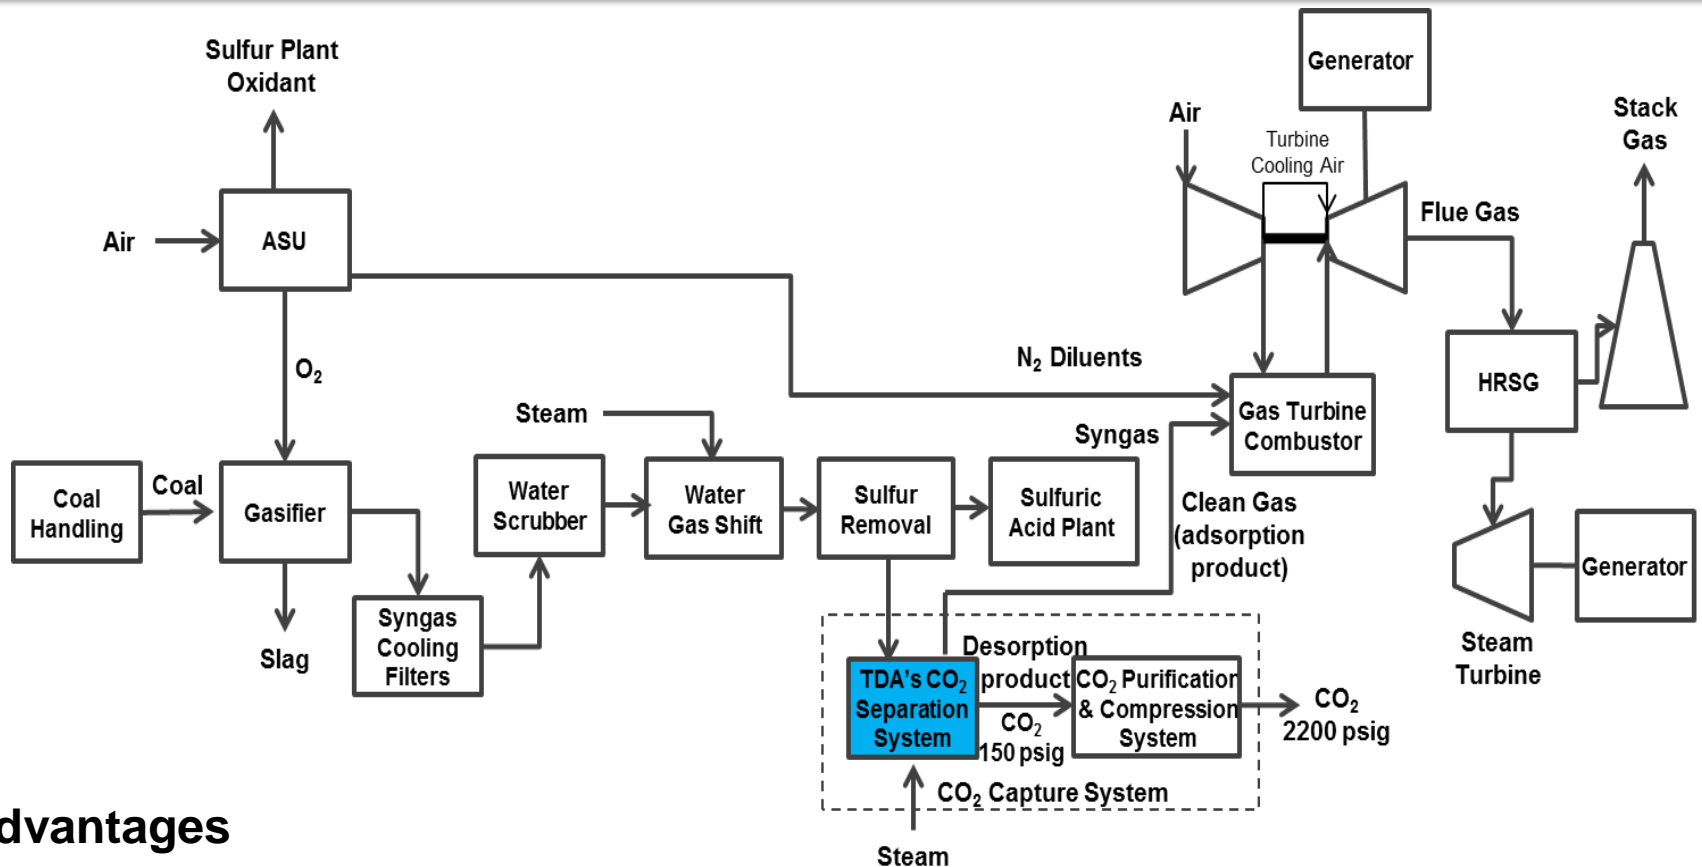 Sulfur Plant
Oxidant
Generator
Air
Turbine
Cooling Air
Stack
Gas
Air
ASU
Flue Gas
O₂
N₂ Diluents
HRSG
Steam
Syngas
Gas Turbine
Combustor
Coal
Handling
Coal
Gasifier
Water
Scrubber
Water
Gas Shift
Sulfur
Removal
Sulfuric
Acid Plant
Clean Gas
(adsorption
product)
Generator
Slag
Syngas
Cooling
Filters
Steam
Turbine
TDA's CO₂
Separation
System
Desorption
product
CO₂
150 psig
CO₂ Purification
& Compression
System
CO₂
2200 psig
CO₂ Capture System
Steam
dvantages